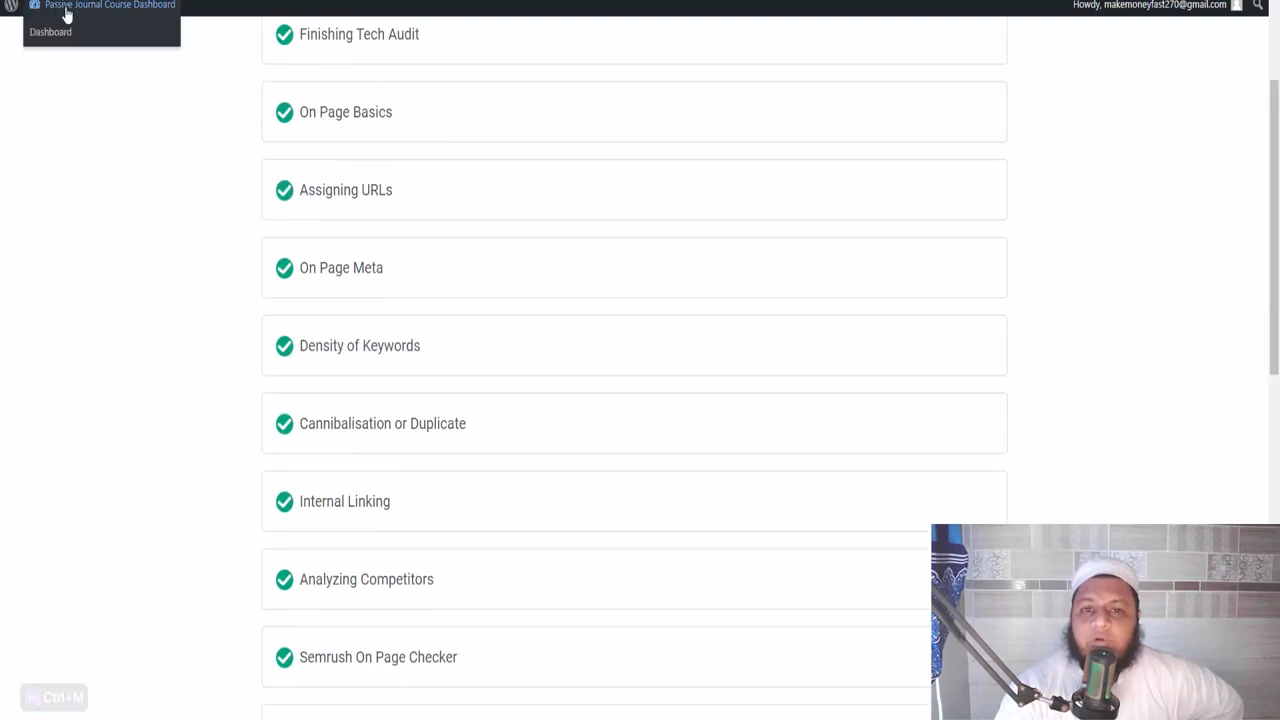 Passive Journal Course Dashboard
Howdy, makemoneyfast270@gmail.com
Dashboard
Finishing Tech Audit
On Page Basics
Assigning URLs
On Page Meta
Density of Keywords
Cannibalisation or Duplicate
Internal Linking
Analyzing Competitors
Semrush On Page Checker
Ctrl+M